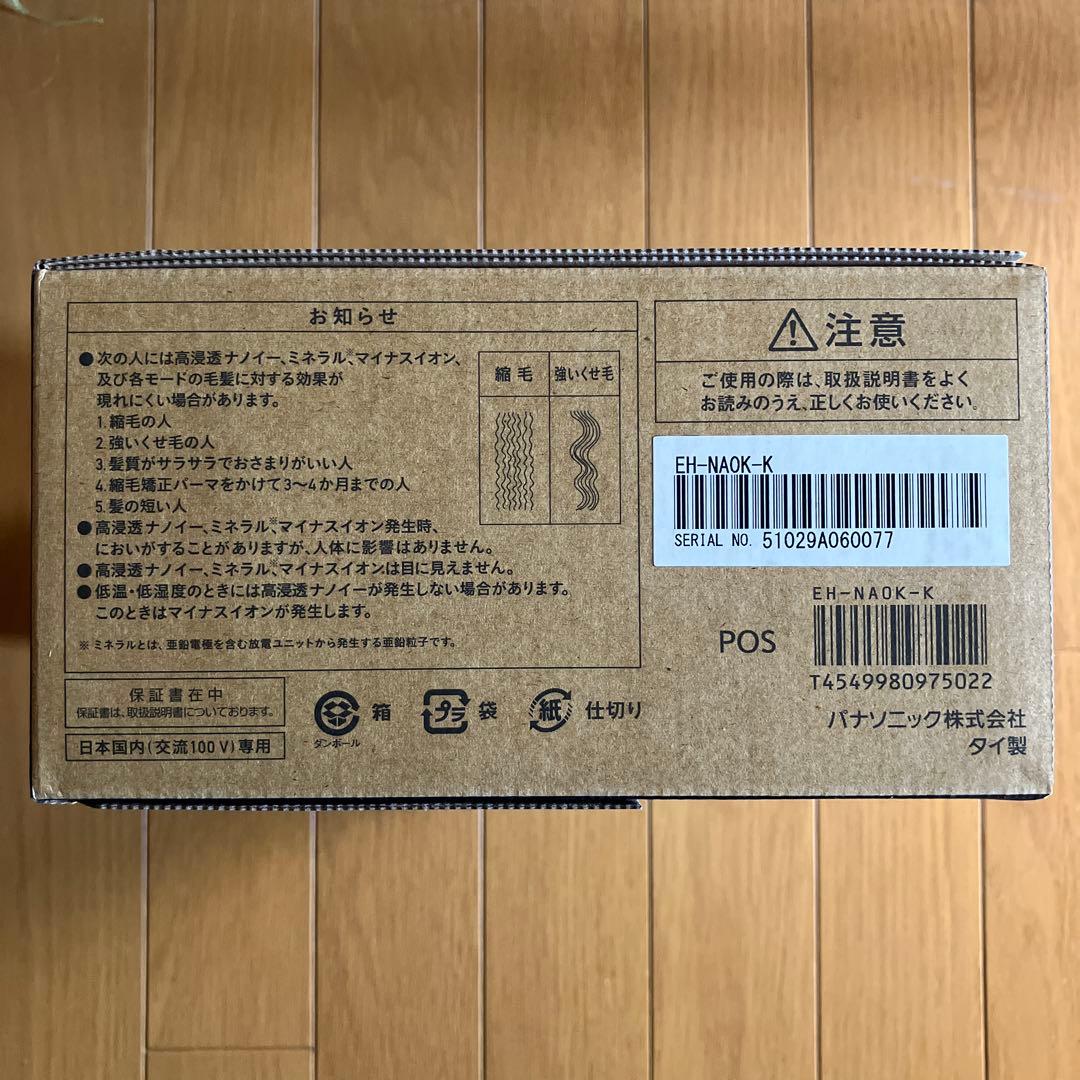 お知らせ
●次の人には高浸透ナノイー、ミネラル※、マイナスイオン、
及び各モードの毛髪に対する効果が
現れにくい場合があります。
1.縮毛の人
2.強いくせ毛の人
3.髪質がサラサラでおさまりがいい人
4.縮毛矯正パーマをかけて3〜4か月までの人
5.髪の短い人
●高浸透ナノイー、ミネラル※、マイナスイオン発生時、
においがすることがありますが、人体に影響はありません。
●高浸透ナノイー、ミネラル※、マイナスイオンは目に見えません。
●低温・低湿度のときには高浸透ナノイーが発生しない場合があります。
このときはマイナスイオンが発生します。
※ミネラルとは、亜鉛電極を含む放電ユニットから発生する亜鉛粒子です。
縮毛
強いくせ毛
保証書在中
保証書は、取扱説明書についております。
日本国内(交流100V)専用
ダンボール
箱
プラ
袋
紙
仕切り
注意
ご使用の際は、取扱説明書をよく
お読みのうえ、正しくお使いください。
EH-NA0K-K
SERIAL NO. 51029A060077
EH-NA0K-K
POS
T4549980975022
パナソニック株式会社
タイ製